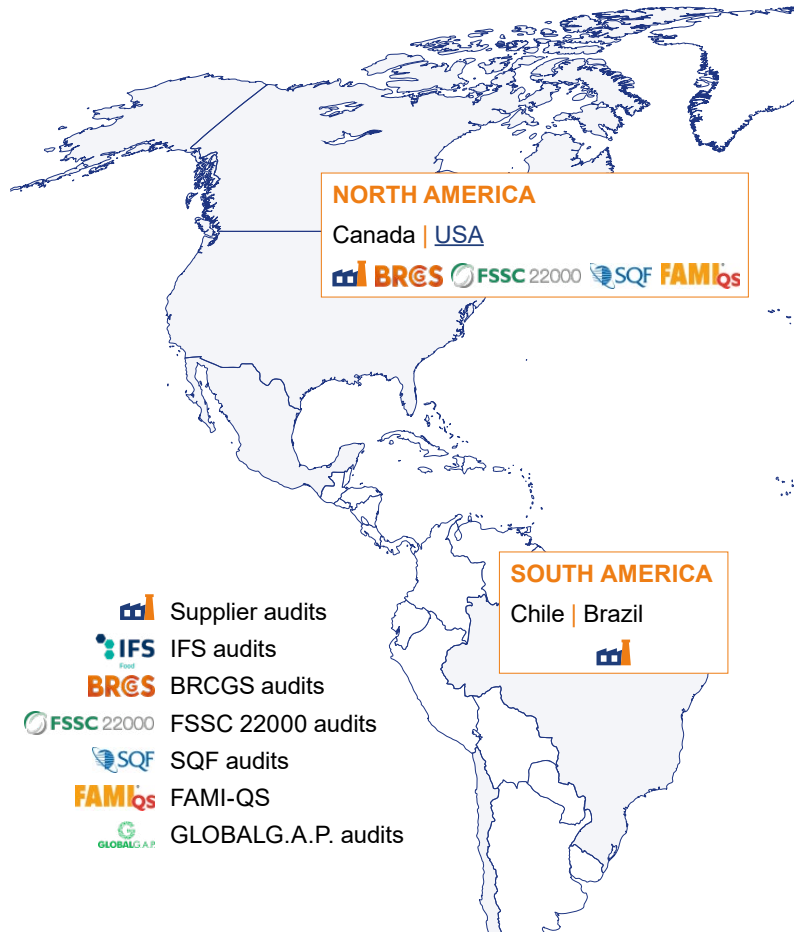 NORTH AMERICA
Canada | USA
BRCGS FSSC 22000 SQF FAMI QS
SOUTH AMERICA
Chile | Brazil
Supplier audits
IFS Food IFS audits
BRCGS BRCGS audits
FSSC 22000 FSSC 22000 audits
SQF SQF audits
FAMI QS FAMI-QS
GLOBALG.A.P. GLOBALG.A.P. audits